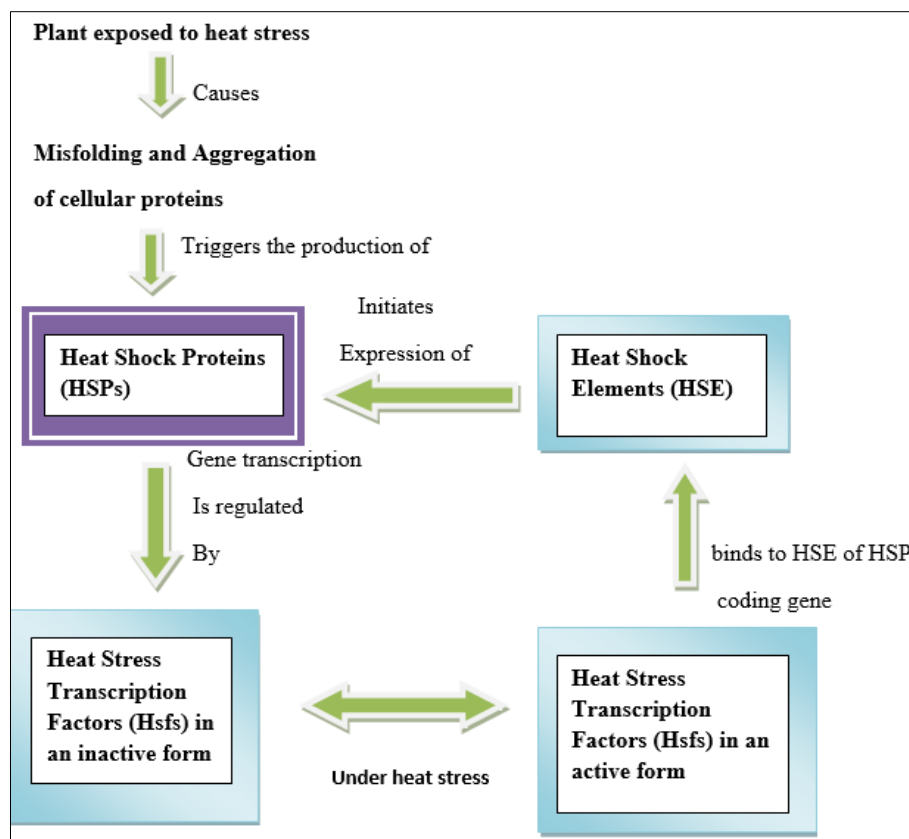 Plant exposed to heat stress
Causes
Misfolding and Aggregation
of cellular proteins
Triggers the production of
Initiates
Expression of
Heat Shock Proteins
(HSPs)
Heat Shock
Elements (HSE)
Gene transcription
Is regulated
By
binds to HSE of HSP
coding gene
Heat Stress
Transcription
Factors (Hsfs) in
an inactive form
Under heat stress
Heat Stress
Transcription
Factors (Hsfs) in an
active form